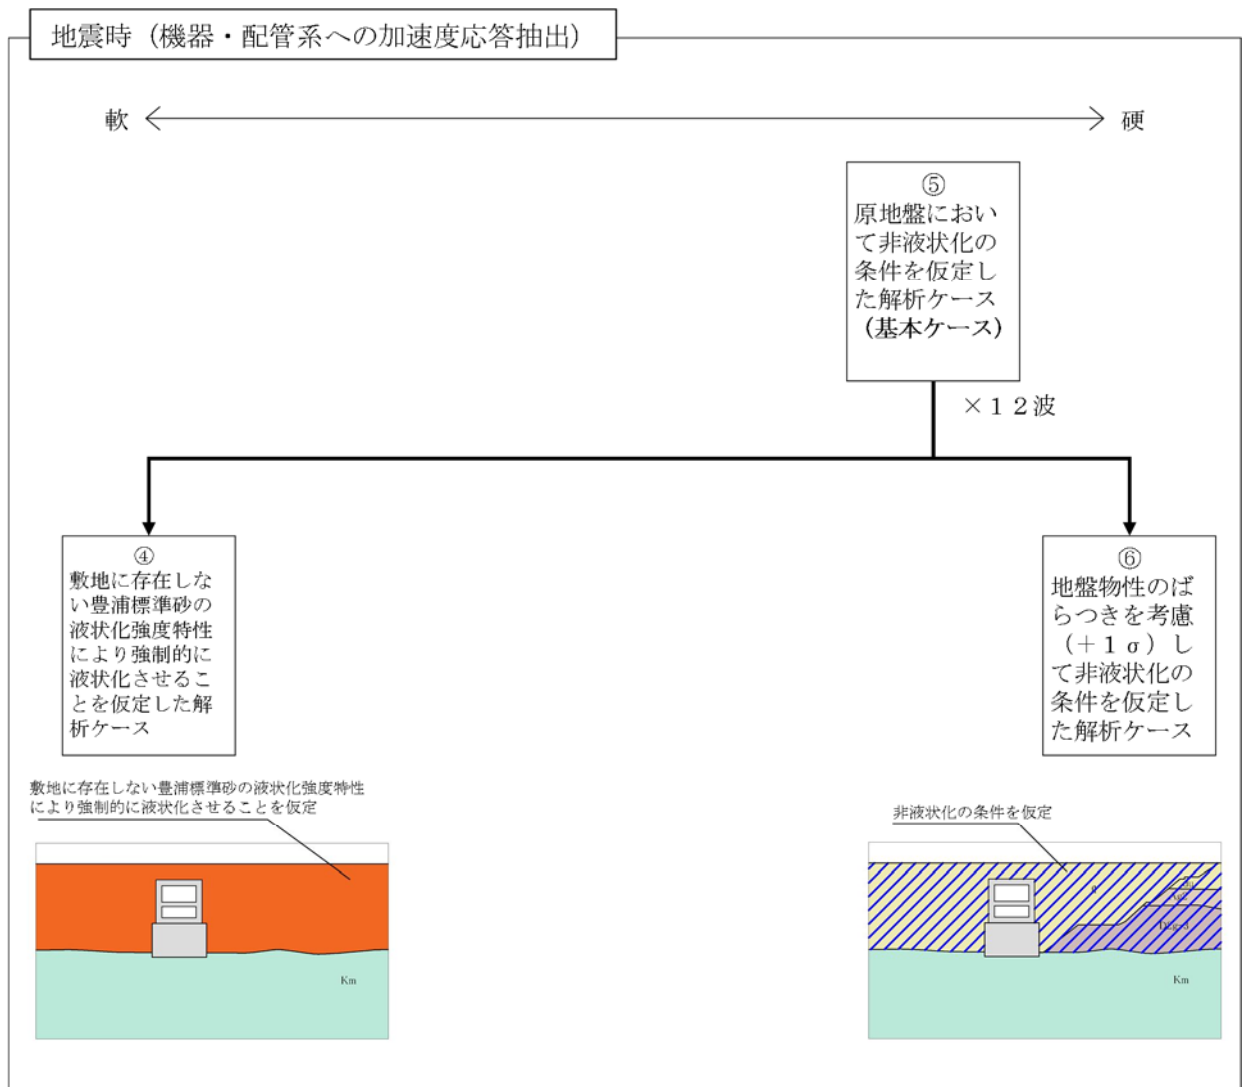 地震時（機器・配管系への加速度応答抽出）
軟
硬
⑤
原地盤におい
て非液状化の
条件を仮定し
た解析ケース
（基本ケース）
×１２波
④
敷地に存在しな
い豊浦標準砂の
液状化強度特性
により強制的に
液状化させるこ
とを仮定した解
析ケース
⑥
地盤物性のば
らつきを考慮
（＋１σ）し
て非液状化の
条件を仮定し
た解析ケース
敷地に存在しない豊浦標準砂の液状化強度特性
により強制的に液状化させることを仮定
非液状化の条件を仮定
Km
Km